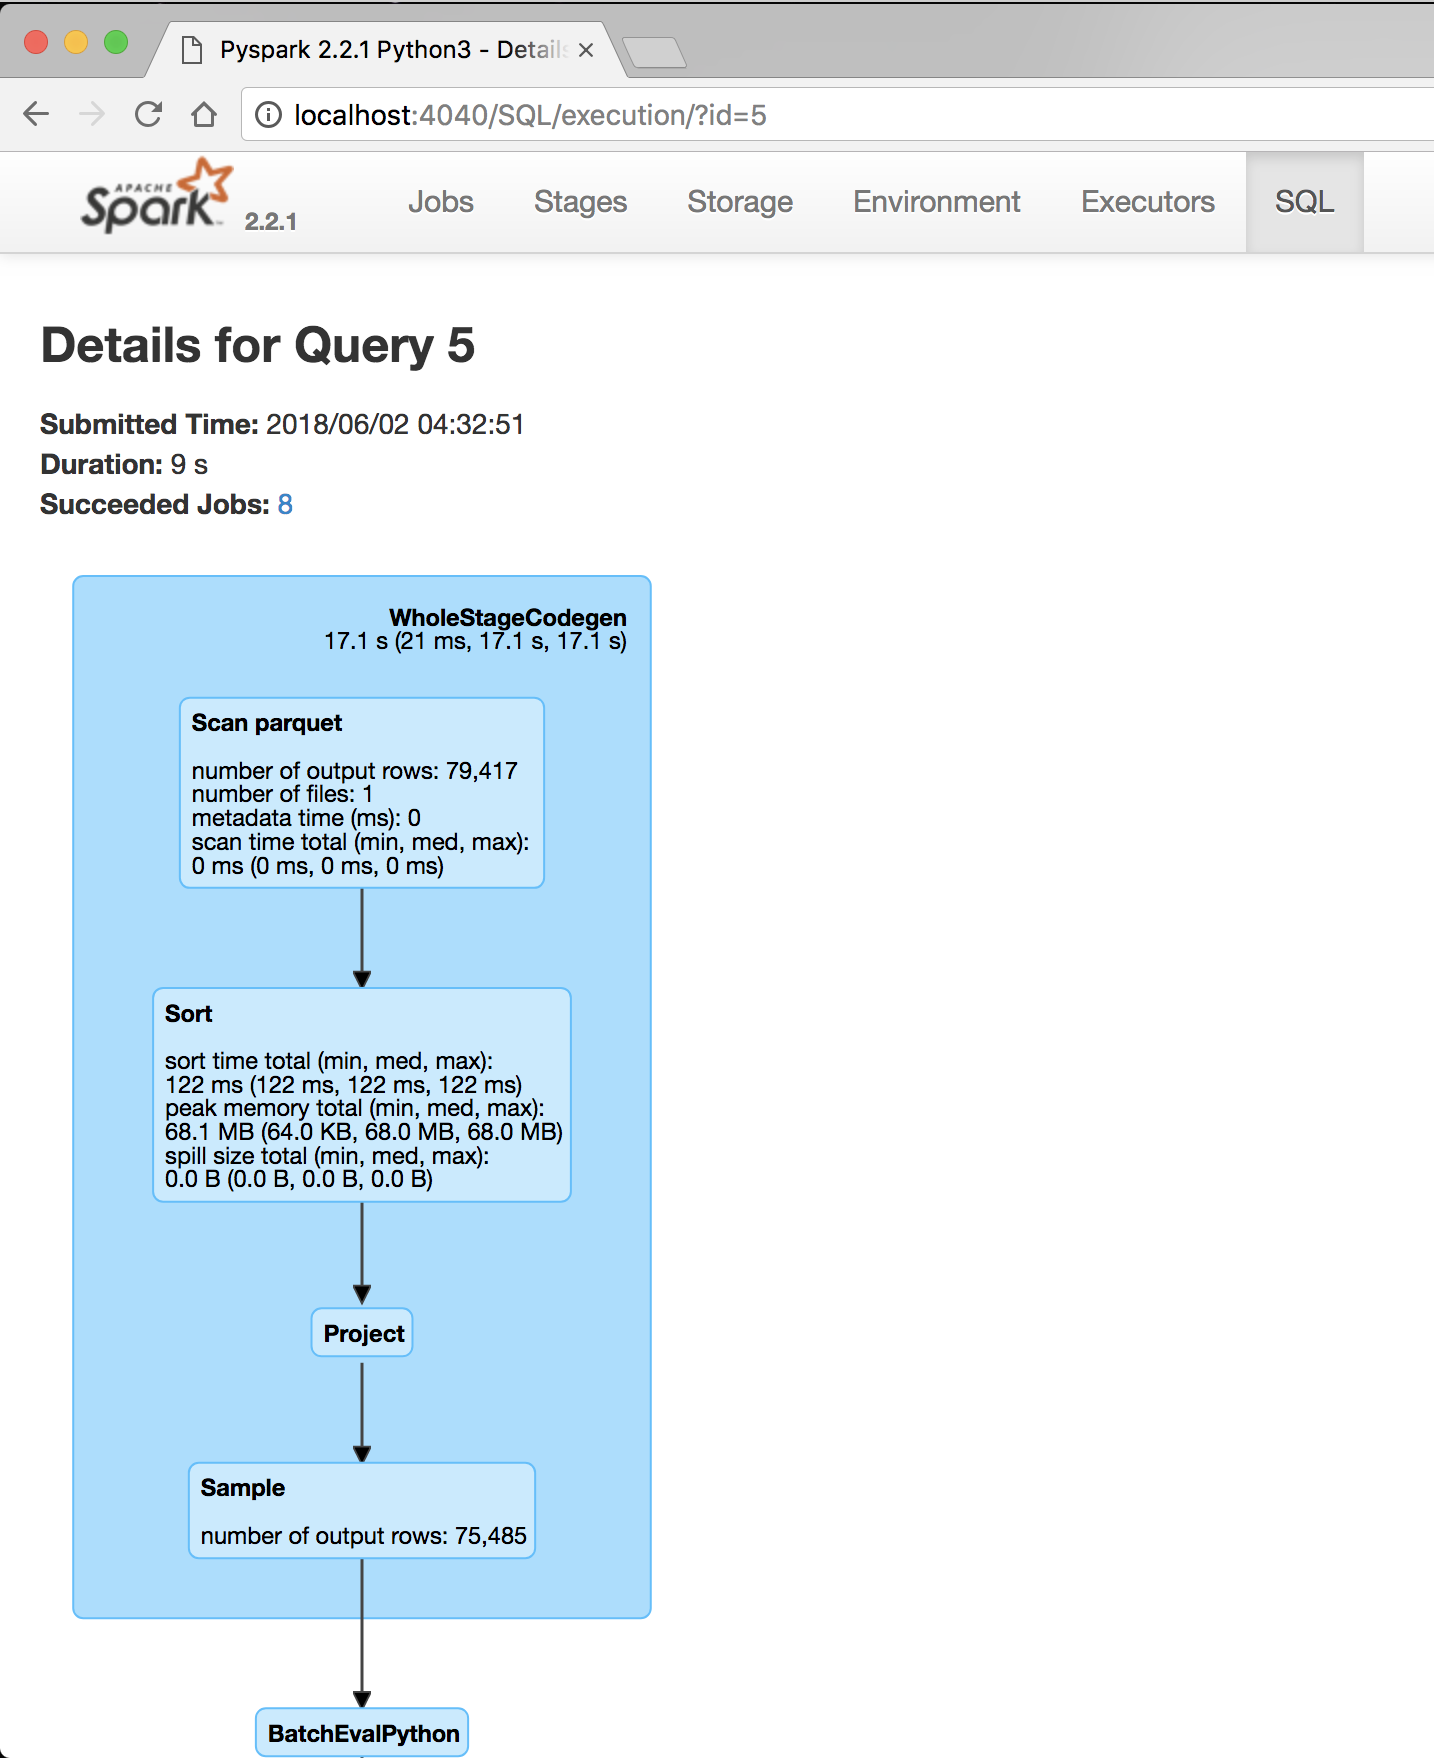 Pyspark 2.2.1 Python3 - Details
localhost:4040/SQL/execution/?id=5
APACHE
Spark 2.2.1 Jobs Stages Storage Environment Executors SQL
Details for Query 5
Submitted Time: 2018/06/02 04:32:51
Duration: 9 s
Succeeded Jobs: 8
WholeStageCodegen
17.1 s (21 ms, 17.1 s, 17.1 s)
Scan parquet
number of output rows: 79,417
number of files: 1
metadata time (ms): 0
scan time total (min, med, max):
0 ms (0 ms, 0 ms, 0 ms)
Sort
sort time total (min, med, max):
122 ms (122 ms, 122 ms, 122 ms)
peak memory total (min, med, max):
68.1 MB (64.0 KB, 68.0 MB, 68.0 MB)
spill size total (min, med, max):
0.0 B (0.0 B, 0.0 B, 0.0 B)
Project
Sample
number of output rows: 75,485
BatchEvalPython